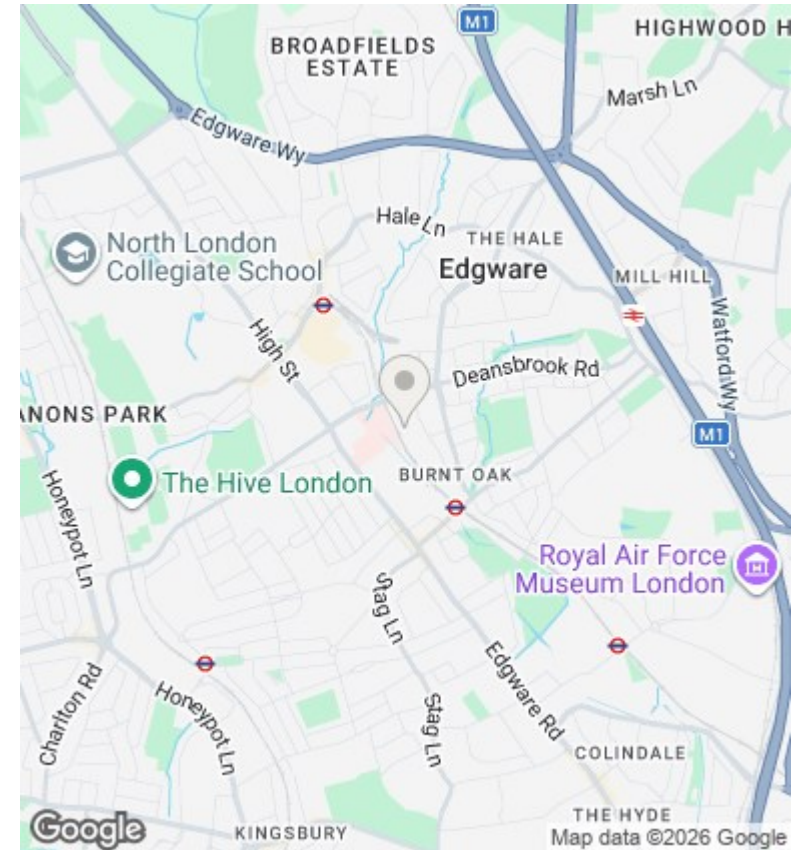 M1
BROADFIELDS
ESTATE
HIGHWOOD H
Marsh Ln
Edgware Wy
Hale Ln
THE HALE
North London
Collegiate School
Edgware
MILL HILL
High St
Watford Wy
Deansbrook Rd
ANONS PARK
M1
BURNT OAK
The Hive London
Honeypot Ln
Royal Air Force
Museum London
Stag Ln
Edgware Rd
Charlton Rd
Honeypot Ln
Stag Ln
COLINDALE
THE HYDE
Google
KINGSBURY
Map data ©2026 Google